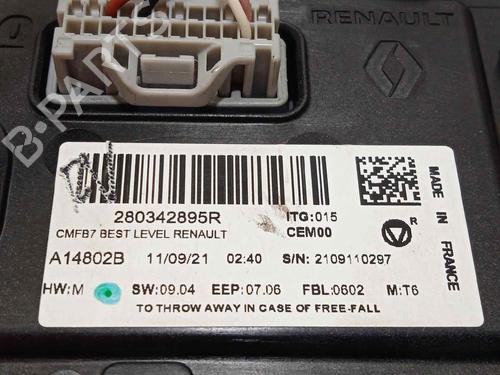 RENAULT
280342895R
ITG:015
CMFB7 BEST LEVEL RENAULT
CEM00
A14802B 11/09/21 02:40 S/N: 2109110297
HW:M SW:09.04 EEP:07.06 FBL:0602 M:T6
TO THROW AWAY IN CASE OF FREE-FALL
R
MADE IN FRANCE
B-PARTS